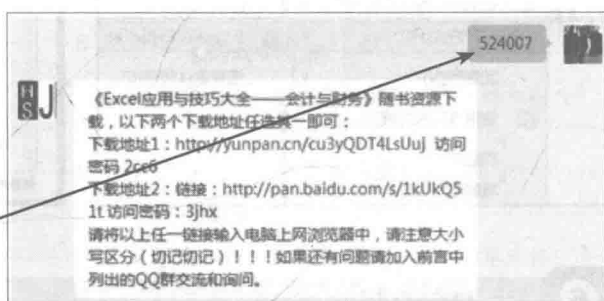 524007
HS
J
《Excel应用与技巧大全——会计与财务》随书资源下
载，以下两个下载地址任选其一即可：
下载地址1：http://yunpan.cn/cu3yQDT4LsUuj 访问
密码 2cc6
下载地址2：链接：http://pan.baidu.com/s/1kUkQ5
1t 访问密码：3jhx
请将以上任一链接输入电脑上网浏览器中，请注意大小
写区分（切记切记）！！！如果还有问题请加入前言中
列出的QQ群交流和询问。